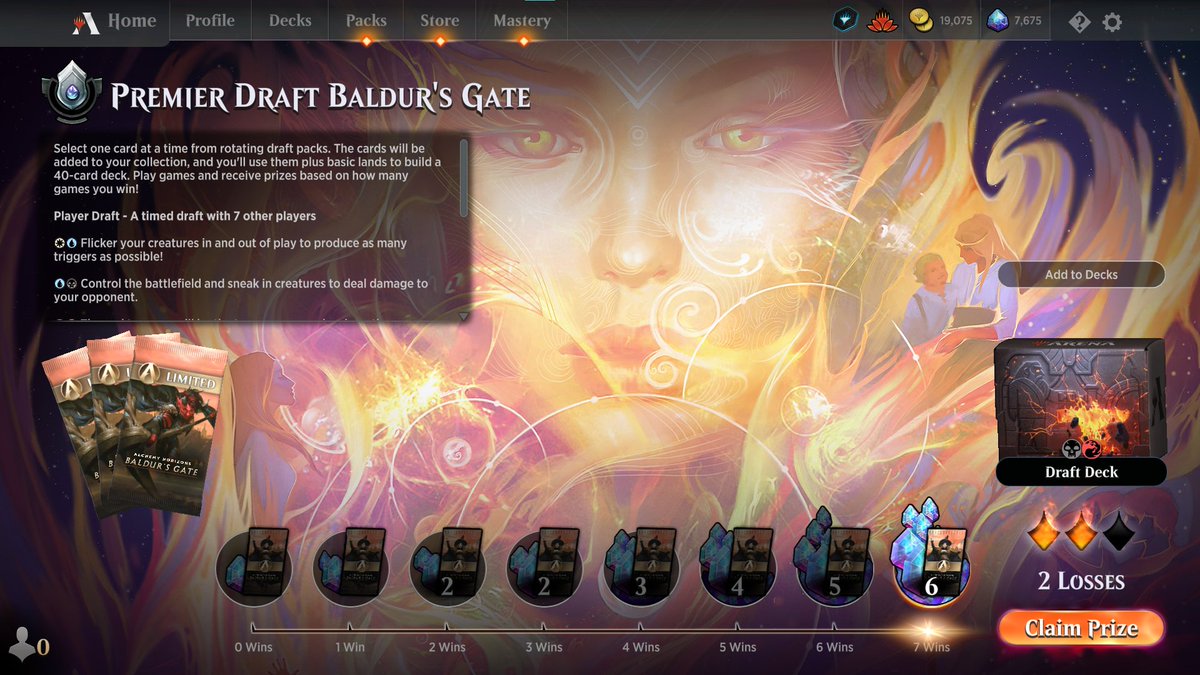 Home
Profile
Decks
Packs
Store
Mastery
19,075
7,675
PREMIER DRAFT BALDUR'S GATE
Select one card at a time from rotating draft packs. The cards will be
added to your collection, and you'll use them plus basic lands to build a
40-card deck. Play games and receive prizes based on how many
games you win!
Player Draft - A timed draft with 7 other players
Flicker your creatures in and out of play to produce as many
triggers as possible!
Control the battlefield and sneak in creatures to deal damage to
your opponent.
Add to Decks
LIMITED
ALCHEMY HORIZONS
BALDUR'S GATE
ARENA
Draft Deck
2
2
3
4
5
6
2 LOSSES
Claim Prize
0 Wins
1 Win
2 Wins
3 Wins
4 Wins
5 Wins
6 Wins
7 Wins
0